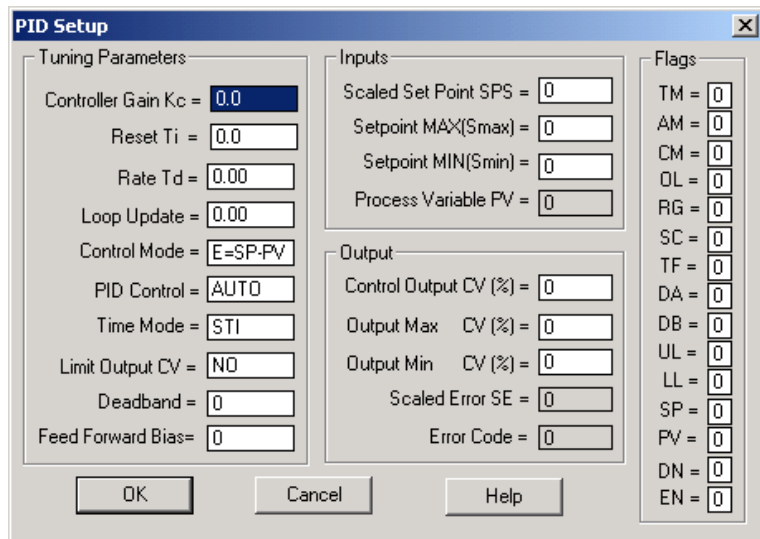 PID Setup
Tuning Parameters
Controller Gain Kc = 0.0
Reset Ti = 0.0
Rate Td = 0.00
Loop Update = 0.00
Control Mode = E=SP-PV
PID Control = AUTO
Time Mode = STI
Limit Output CV = NO
Deadband = 0
Feed Forward Bias= 0
Inputs
Scaled Set Point SPS = 0
Setpoint MAX(Smax) = 0
Setpoint MIN(Smin) = 0
Process Variable PV = 0
Output
Control Output CV (%) = 0
Output Max CV (%) = 0
Output Min CV (%) = 0
Scaled Error SE = 0
Error Code = 0
Flags
TM = 0
AM = 0
CM = 0
OL = 0
RG = 0
SC = 0
TF = 0
DA = 0
DB = 0
UL = 0
LL = 0
SP = 0
PV = 0
DN = 0
EN = 0
OK
Cancel
Help